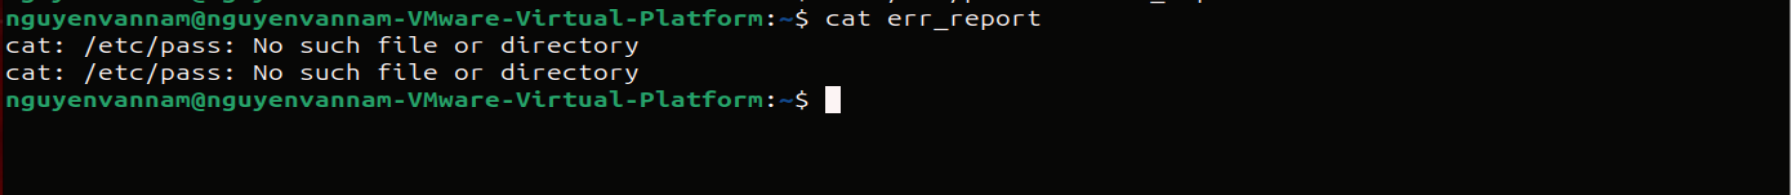 nguyenvannam@nguyenvannam-VMware-Virtual-Platform:~$ cat err_report
cat: /etc/pass: No such file or directory
cat: /etc/pass: No such file or directory
nguyenvannam@nguyenvannam-VMware-Virtual-Platform:~$